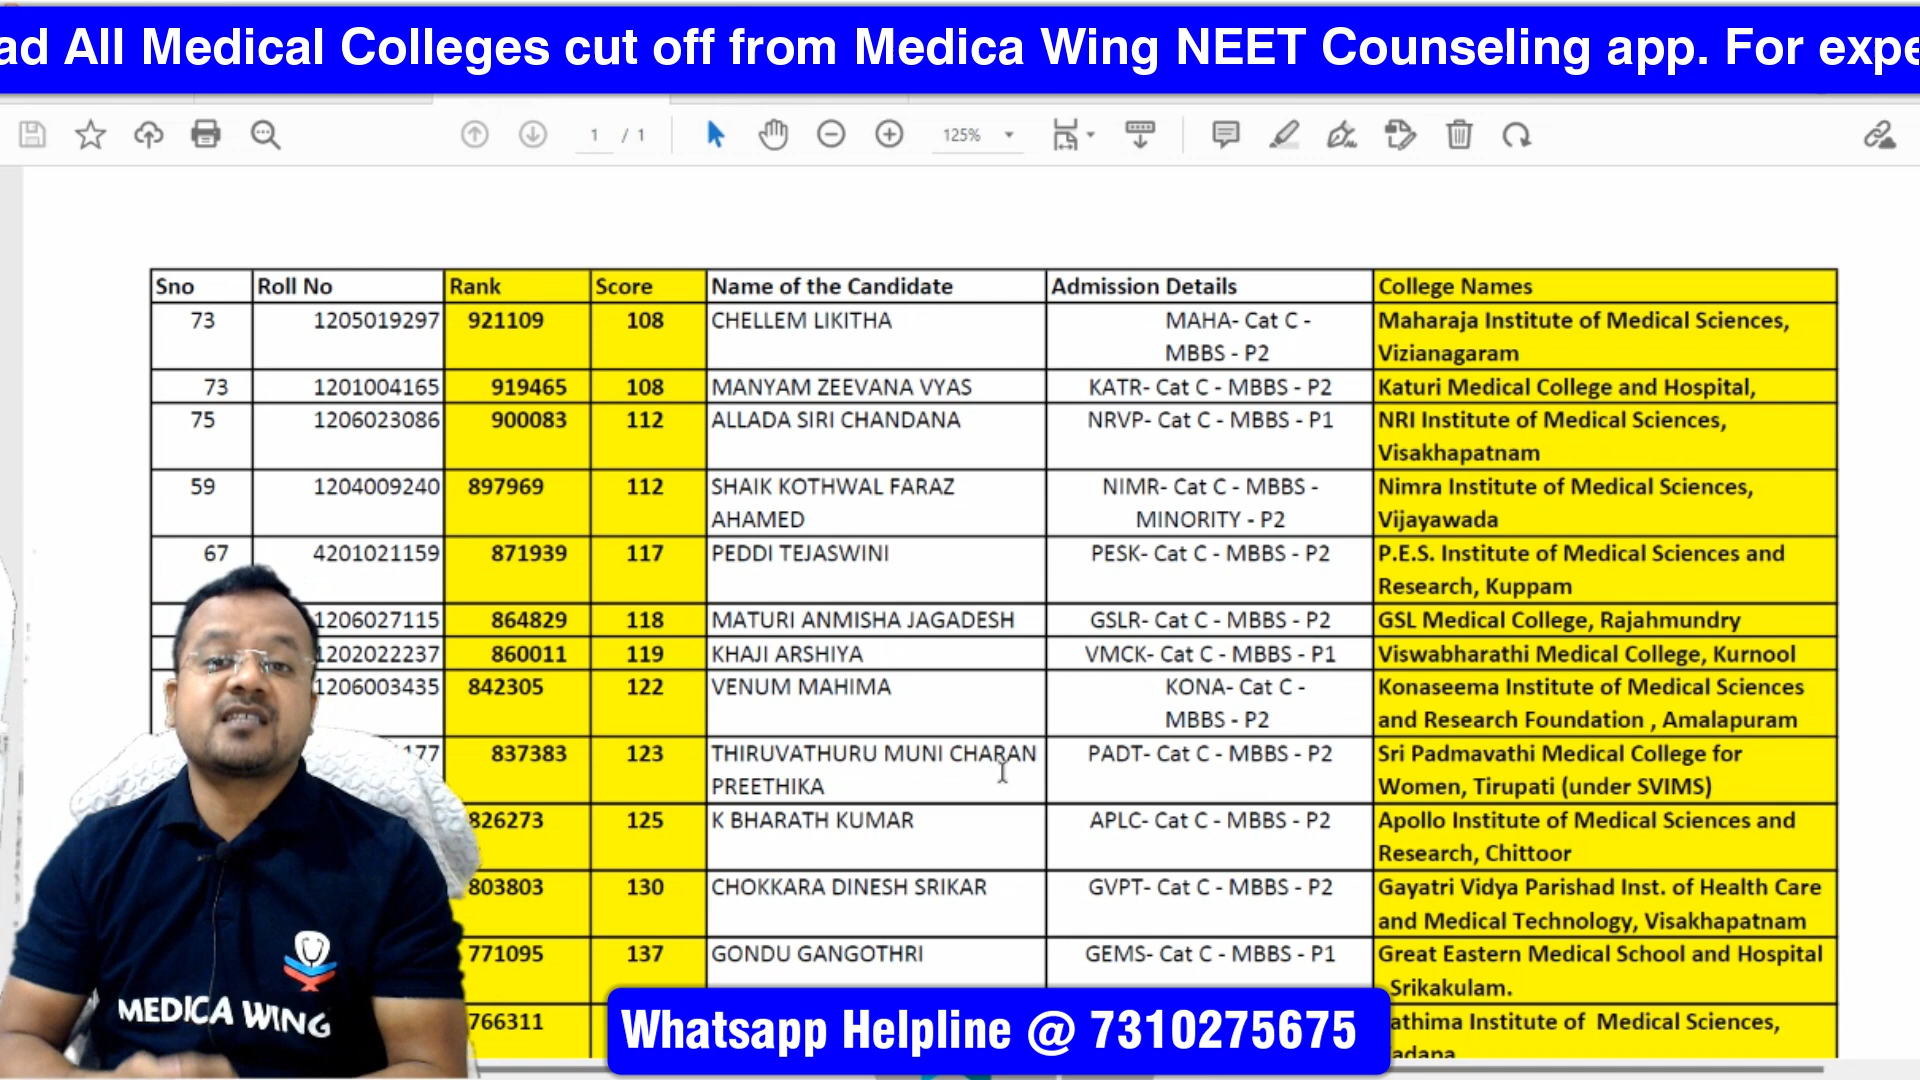 ad All Medical Colleges cut off from Medica Wing NEET Counseling app. For expe
1 / 1
125%
Sno Roll No Rank Score Name of the Candidate Admission Details College Names
73 1205019297 921109 108 CHELLEM LIKITHA MAHA- Cat C - Maharaja Institute of Medical Sciences,
MBBS - P2 Vizianagaram
73 1201004165 919465 108 MANYAM ZEEVANA VYAS KATR- Cat C - MBBS - P2 Katuri Medical College and Hospital,
75 1206023086 900083 112 ALLADA SIRI CHANDANA NRVP- Cat C - MBBS - P1 NRI Institute of Medical Sciences,
Visakhapatnam
59 1204009240 897969 112 SHAIK KOTHWAL FARAZ NIMR- Cat C - MBBS - Nimra Institute of Medical Sciences,
AHAMED MINORITY - P2 Vijayawada
67 4201021159 871939 117 PEDDI TEJASWINI PESK- Cat C - MBBS - P2 P.E.S. Institute of Medical Sciences and
Research, Kuppam
1206027115 864829 118 MATURI ANMISHA JAGADESH GSLR- Cat C - MBBS - P2 GSL Medical College, Rajahmundry
1202022237 860011 119 KHAJI ARSHIYA VMCK- Cat C - MBBS - P1 Viswabharathi Medical College, Kurnool
1206003435 842305 122 VENUM MAHIMA KONA- Cat C - Konaseema Institute of Medical Sciences
MBBS - P2 and Research Foundation , Amalapuram
177 837383 123 THIRUVATHURU MUNI CHARAN PADT- Cat C - MBBS - P2 Sri Padmavathi Medical College for
PREETHIKA Women, Tirupati (under SVIMS)
826273 125 K BHARATH KUMAR APLC- Cat C - MBBS - P2 Apollo Institute of Medical Sciences and
Research, Chittoor
803803 130 CHOKKARA DINESH SRIKAR GVPT- Cat C - MBBS - P2 Gayatri Vidya Parishad Inst. of Health Care
and Medical Technology, Visakhapatnam
771095 137 GONDU GANGOTHRI GEMS- Cat C - MBBS - P1 Great Eastern Medical School and Hospital
Srikakulam.
766311 athima Institute of Medical Sciences,
adapa
MEDICA WING
Whatsapp Helpline @ 7310275675